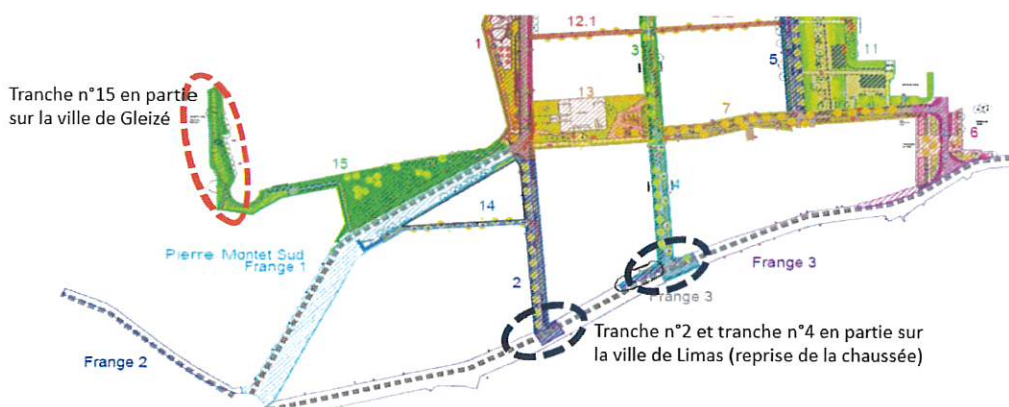 12.1
1
3
5
11
Tranche n°15 en partie
sur la ville de Gleizé
13
7
6
15
14
4
Pierre Montet Sud
Frange 1
2
Frange 3
Frange 3
Tranche n°2 et tranche n°4 en partie sur
la ville de Limas (reprise de la chaussée)
Frange 2